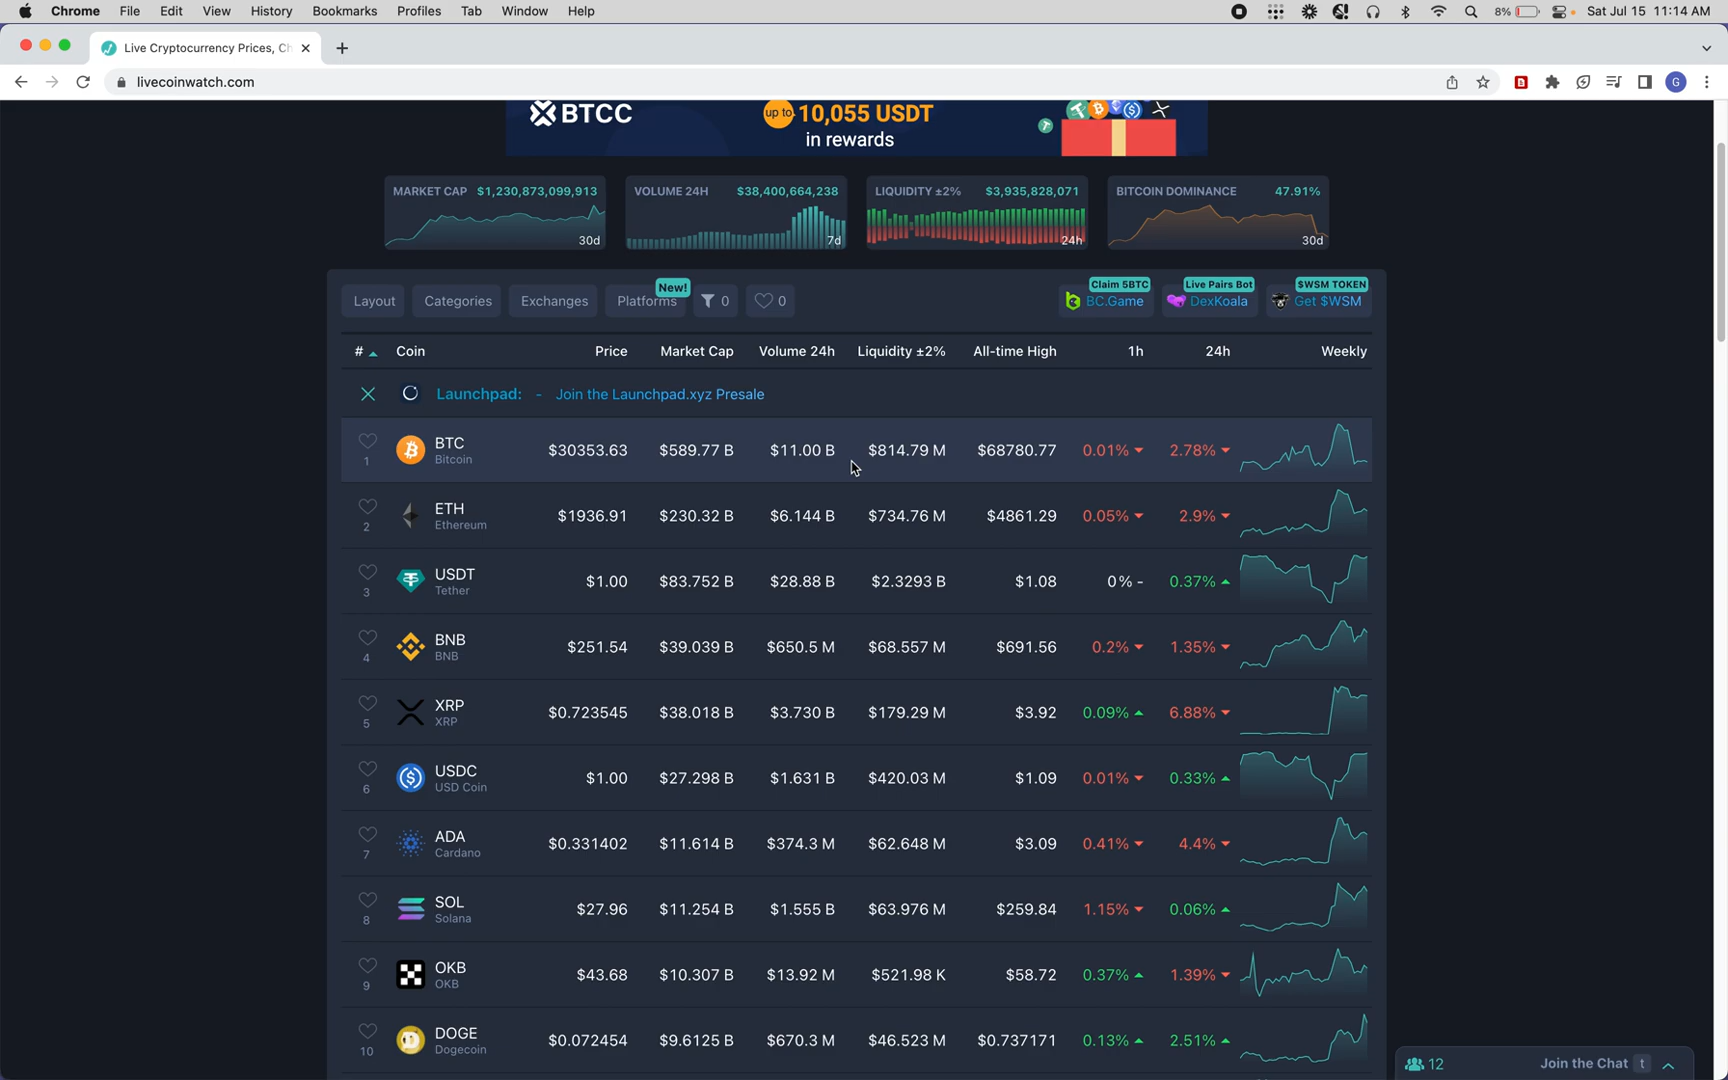 Chrome File Edit View History Bookmarks Profiles Tab Window Help 8% Sat Jul 15 11:14 AM
Live Cryptocurrency Prices, Ch
livecoinwatch.com G
BTCC up to 10,055 USDT
in rewards
MARKET CAP $1,230,873,099,913 VOLUME 24H $38,400,664,238 LIQUIDITY ±2% $3,935,828,071 BITCOIN DOMINANCE 47.91%
30d 7d 24h 30d
New! Claim 5BTC Live Pairs Bot $WSM TOKEN
Layout Categories Exchanges Platforms 0 0 BC.Game DexKoala Get $WSM
# Coin Price Market Cap Volume 24h Liquidity ±2% All-time High 1h 24h Weekly
Launchpad: - Join the Launchpad.xyz Presale
1 BTC Bitcoin $30353.63 $589.77 B $11.00 B $814.79 M $68780.77 0.01% 2.78%
2 ETH Ethereum $1936.91 $230.32 B $6.144 B $734.76 M $4861.29 0.05% 2.9%
3 USDT Tether $1.00 $83.752 B $28.88 B $2.3293 B $1.08 0% - 0.37%
4 BNB BNB $251.54 $39.039 B $650.5 M $68.557 M $691.56 0.2% 1.35%
5 XRP XRP $0.723545 $38.018 B $3.730 B $179.29 M $3.92 0.09% 6.88%
6 USDC USD Coin $1.00 $27.298 B $1.631 B $420.03 M $1.09 0.01% 0.33%
7 ADA Cardano $0.331402 $11.614 B $374.3 M $62.648 M $3.09 0.41% 4.4%
8 SOL Solana $27.96 $11.254 B $1.555 B $63.976 M $259.84 1.15% 0.06%
9 OKB OKB $43.68 $10.307 B $13.92 M $521.98 K $58.72 0.37% 1.39%
10 DOGE Dogecoin $0.072454 $9.6125 B $670.3 M $46.523 M $0.737171 0.13% 2.51%
12 Join the Chat t